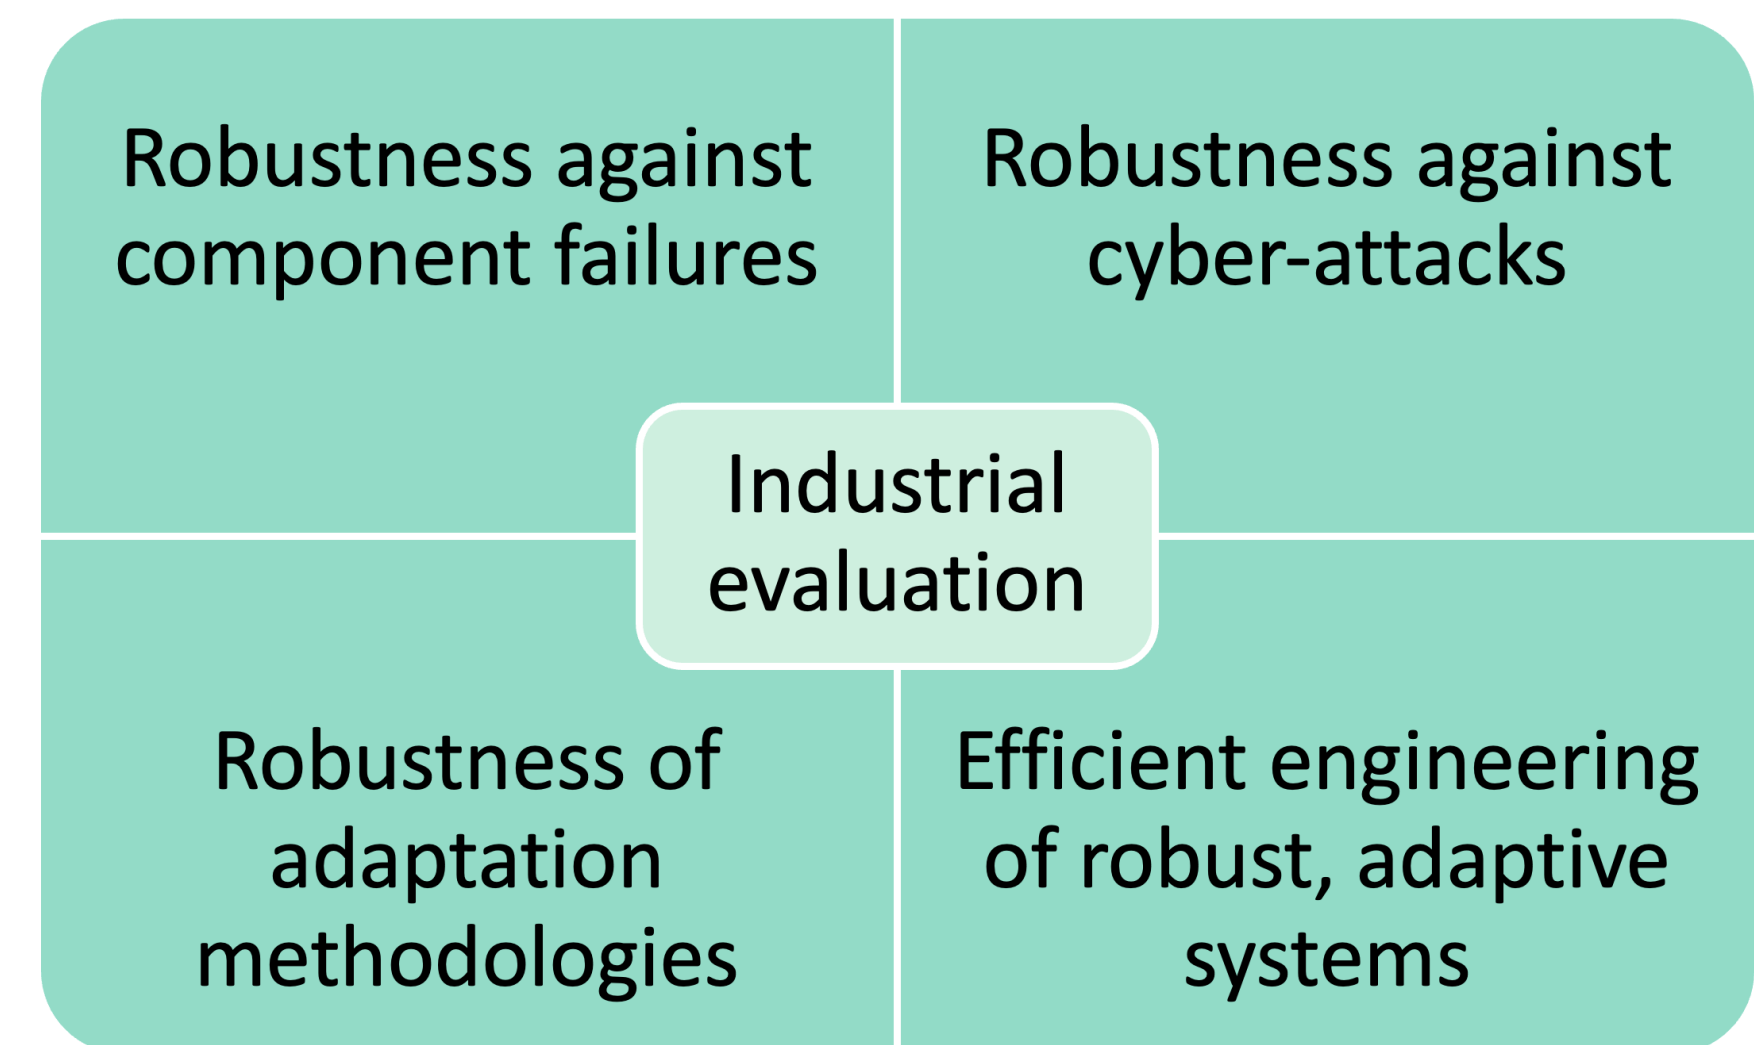 Robustness against
component failures
Robustness against
cyber-attacks
Industrial
evaluation
Robustness of
adaptation
methodologies
Efficient engineering
of robust, adaptive
systems